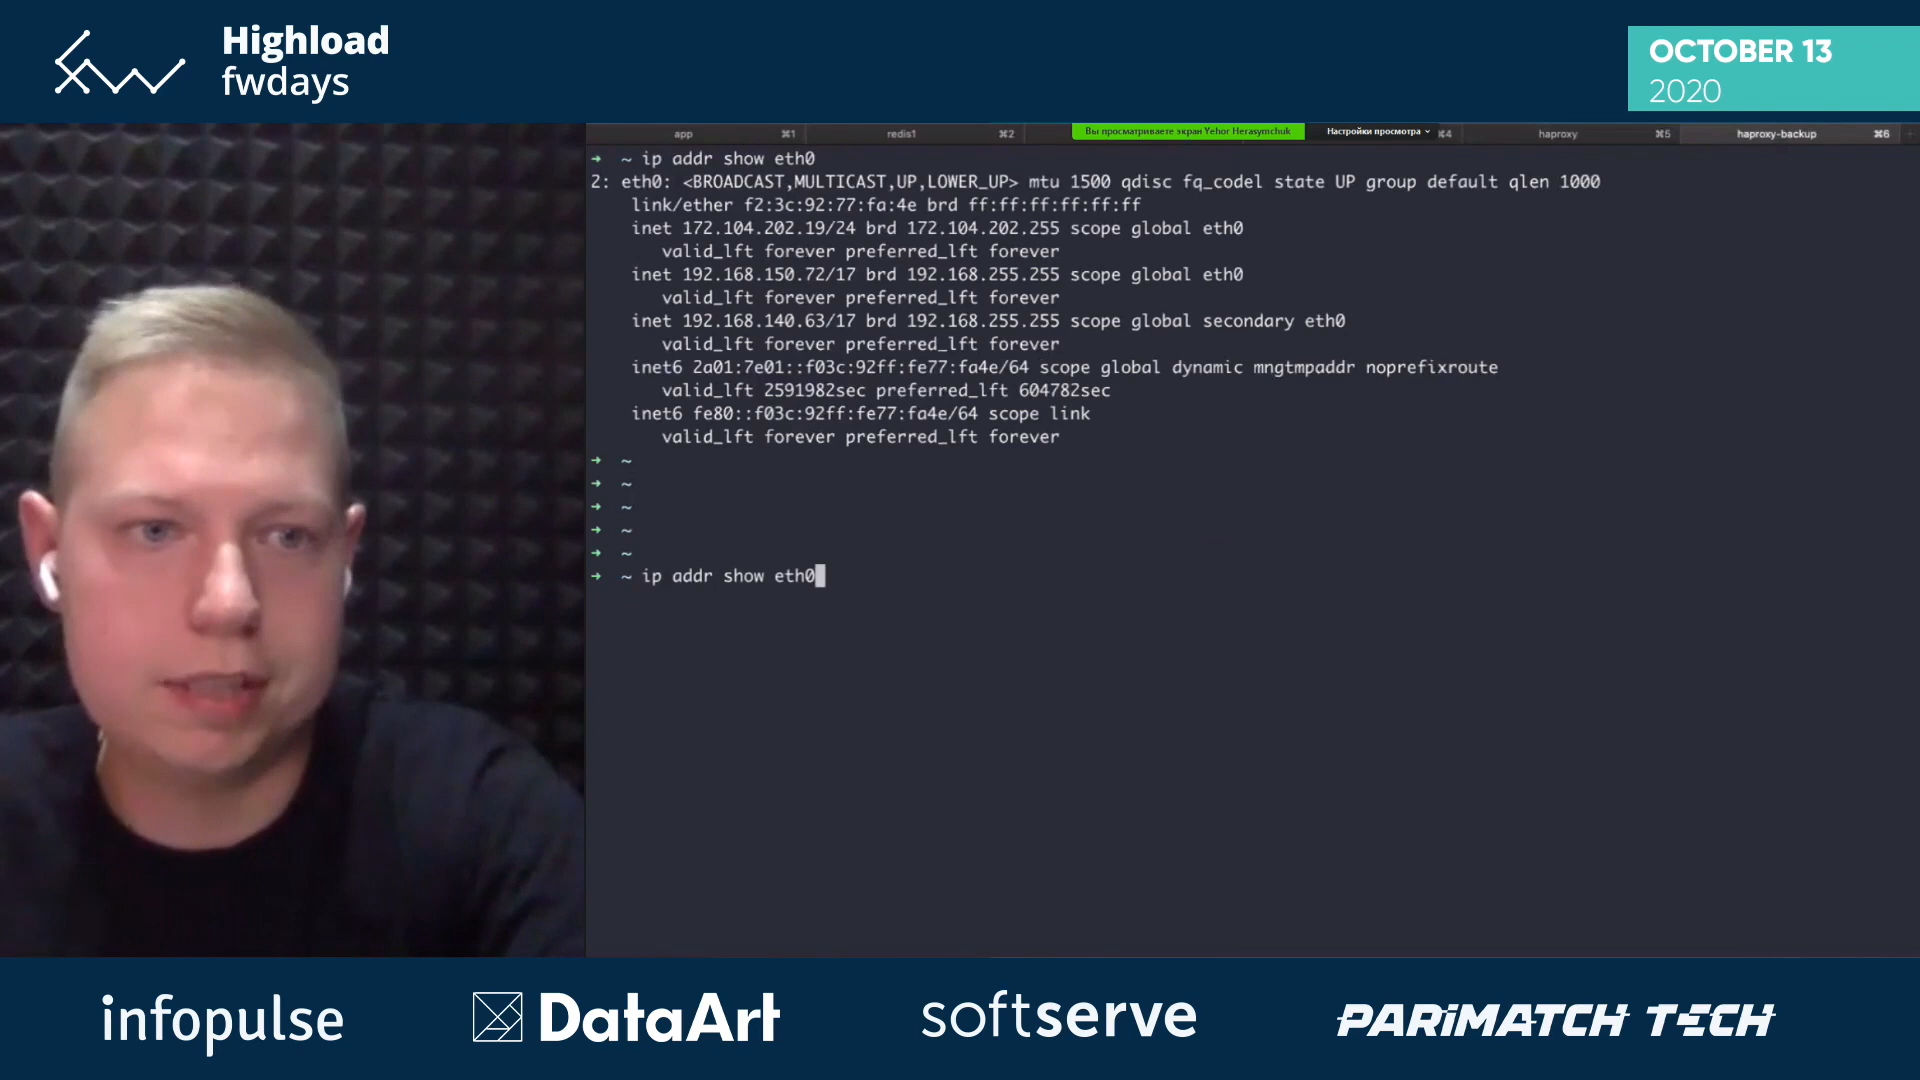 Highload
fwdays
OCTOBER 13
2020
app ⌘1 redis1 ⌘2 Вы просматриваете экран Yehor Herasymchuk Настройки просмотра ⌘4 haproxy ⌘5 haproxy-backup ⌘6
→ ~ ip addr show eth0
2: eth0: <BROADCAST,MULTICAST,UP,LOWER_UP> mtu 1500 qdisc fq_codel state UP group default qlen 1000
link/ether f2:3c:92:77:fa:4e brd ff:ff:ff:ff:ff:ff
inet 172.104.202.19/24 brd 172.104.202.255 scope global eth0
valid_lft forever preferred_lft forever
inet 192.168.150.72/17 brd 192.168.255.255 scope global eth0
valid_lft forever preferred_lft forever
inet 192.168.140.63/17 brd 192.168.255.255 scope global secondary eth0
valid_lft forever preferred_lft forever
inet6 2a01:7e01::f03c:92ff:fe77:fa4e/64 scope global dynamic mngtmpaddr noprefixroute
valid_lft 2591982sec preferred_lft 604782sec
inet6 fe80::f03c:92ff:fe77:fa4e/64 scope link
valid_lft forever preferred_lft forever
→ ~
→ ~
→ ~
→ ~
→ ~
→ ~ ip addr show eth0
infopulse
DataArt
softserve
PARIMATCH TECH